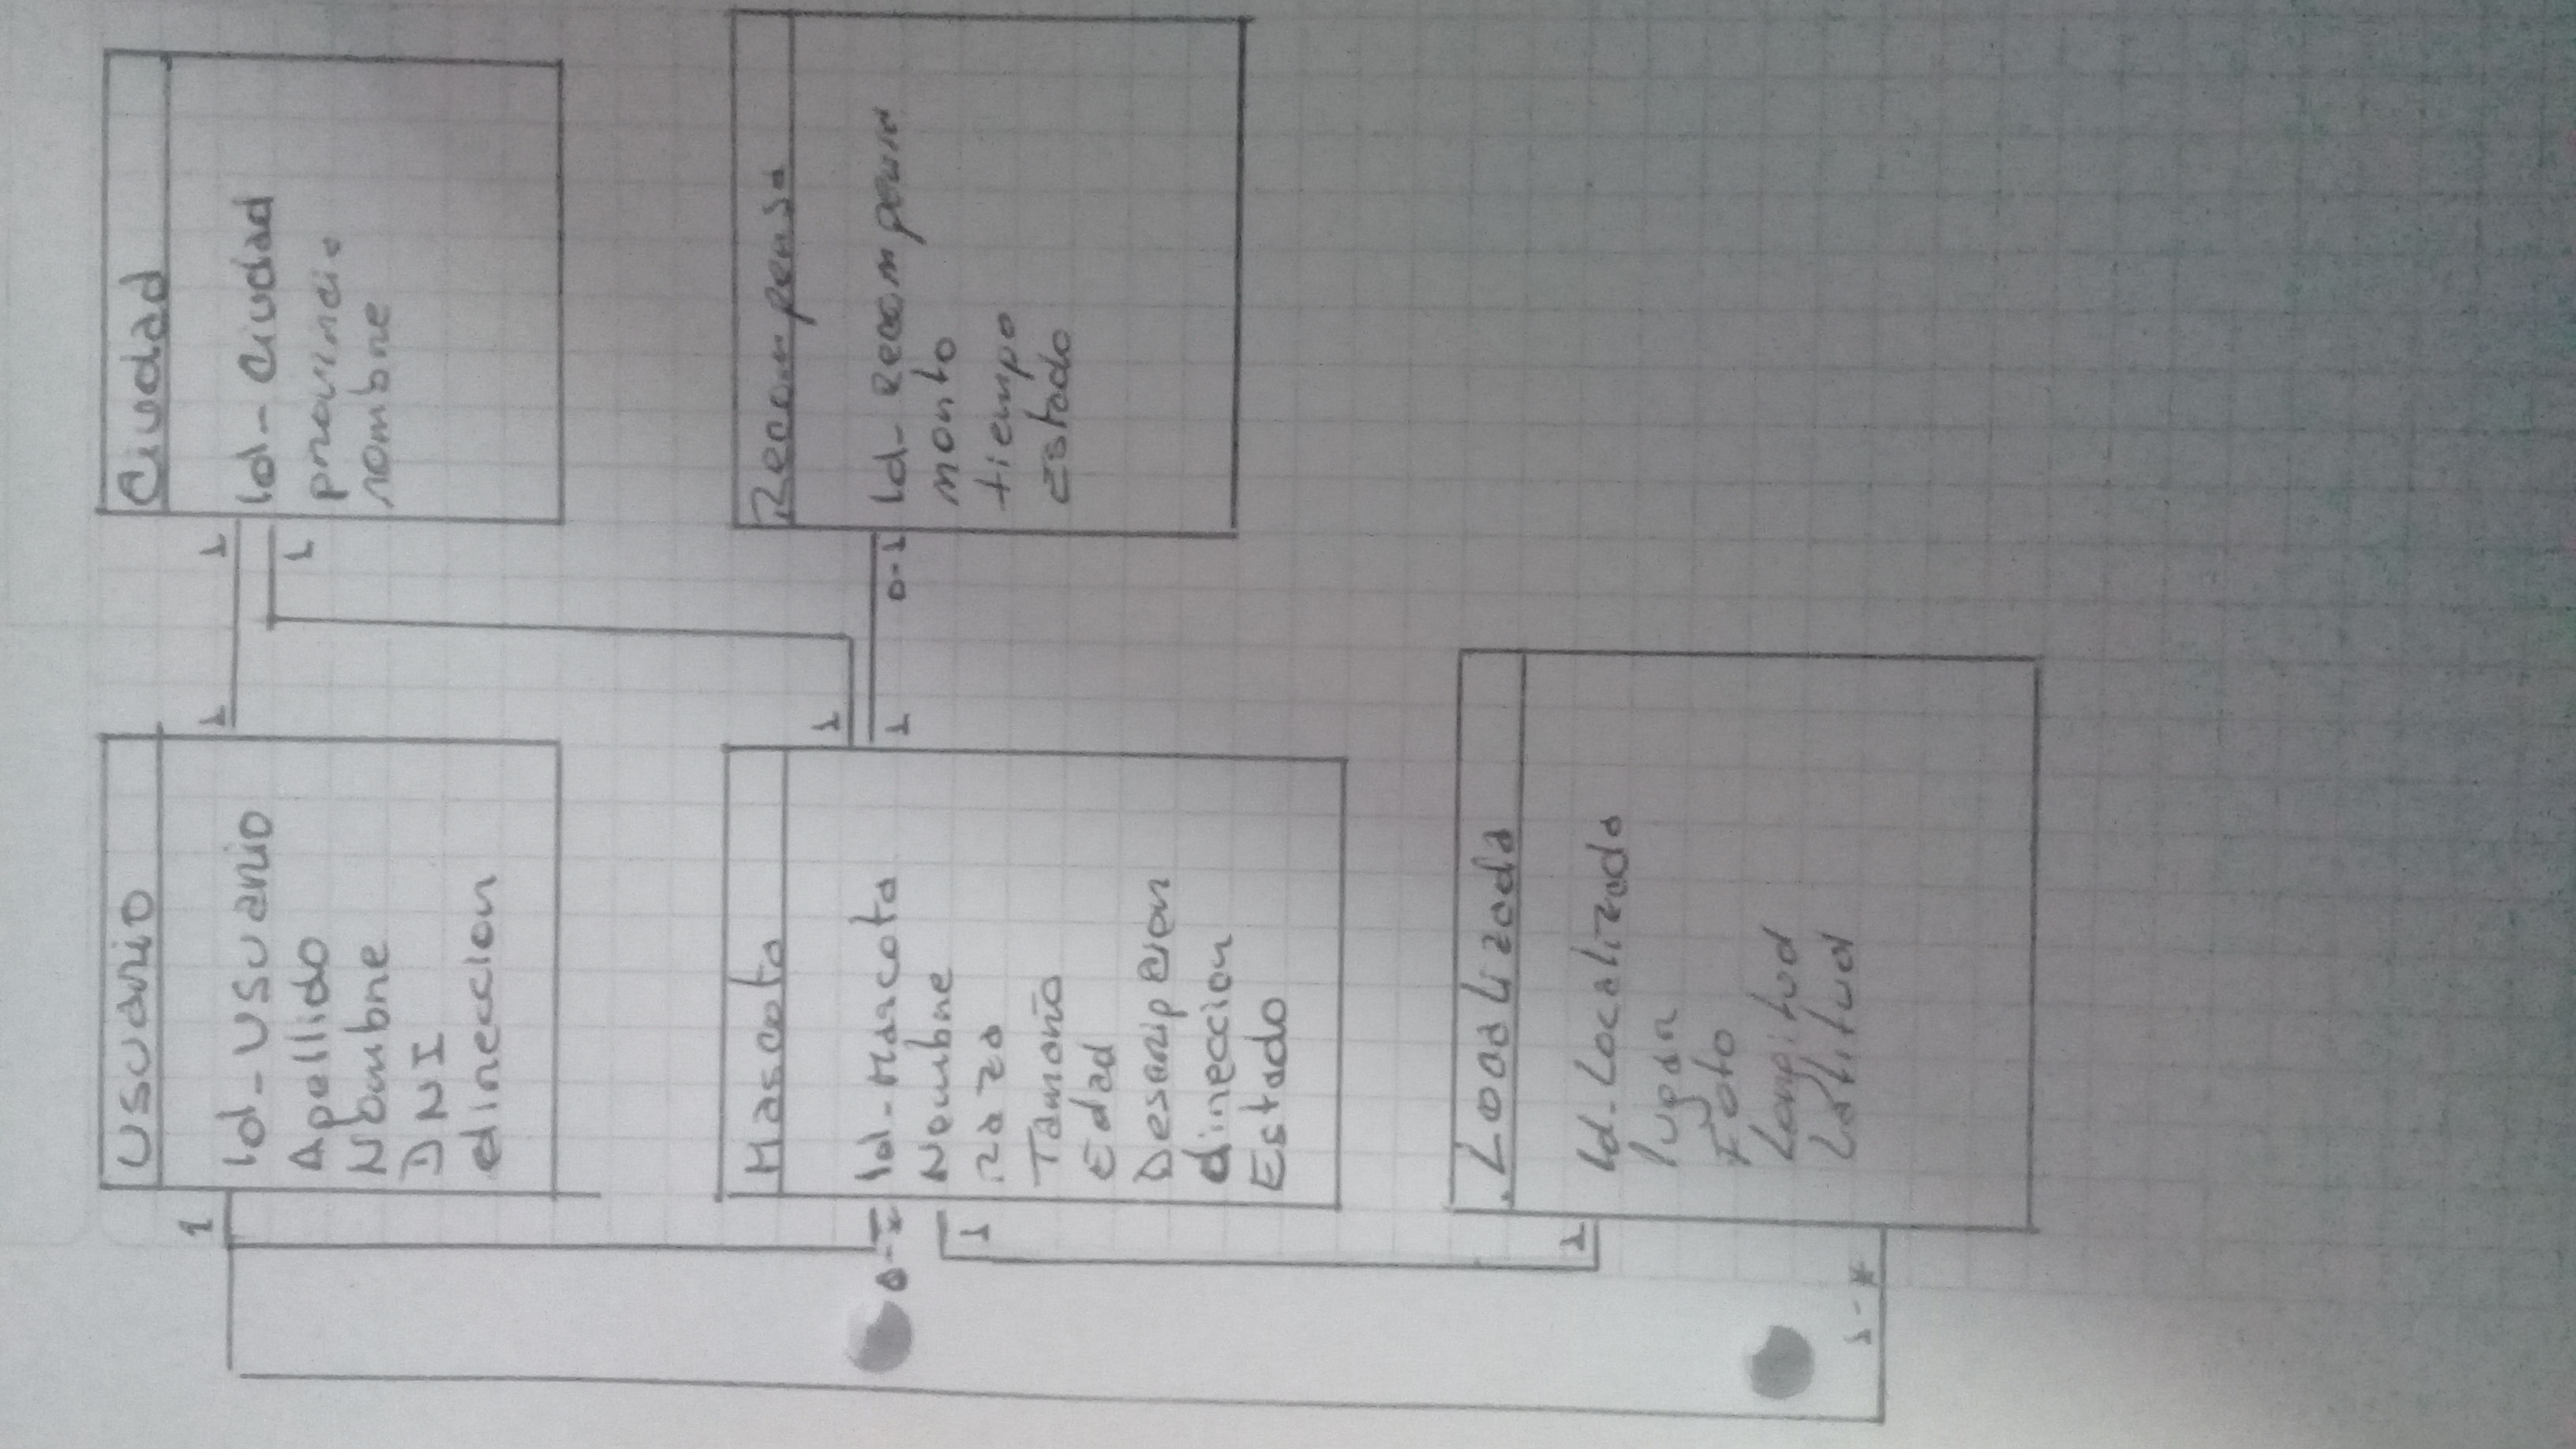 Usuario
1
Id-Usuario
Apellido
Nombre
DNI
direccion
Ciudad
1
1
Id-Ciudad
1
provincia
nombre
Mascota
1
0-*
Id-Mascota
1
Nombre
1
raza
Tamaño
Edad
Descripcion
direccion
Estado
Recompensa
0-1
Id-Recompensa
monto
tiempo
Estado
Localizada
1
Id-Localizada
lugar
Foto
Longitud
Latitud
1-*